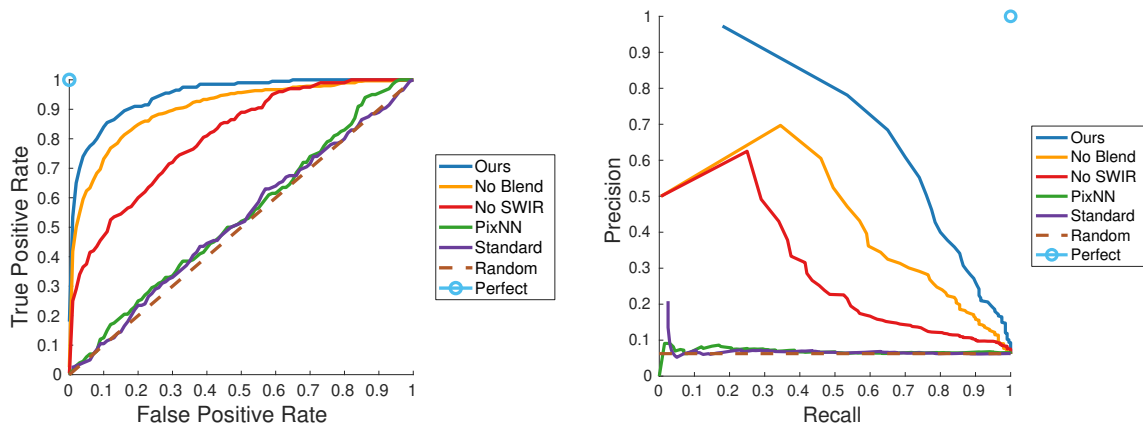 True Positive Rate
1
0.9
0.8
0.7
0.6
0.5
0.4
0.3
0.2
0.1
0
0 0.1 0.2 0.3 0.4 0.5 0.6 0.7 0.8 0.9 1
False Positive Rate
Ours
No Blend
No SWIR
PixNN
Standard
Random
Perfect
Precision
1
0.9
0.8
0.7
0.6
0.5
0.4
0.3
0.2
0.1
0
0 0.1 0.2 0.3 0.4 0.5 0.6 0.7 0.8 0.9 1
Recall
Ours
No Blend
No SWIR
PixNN
Standard
Random
Perfect